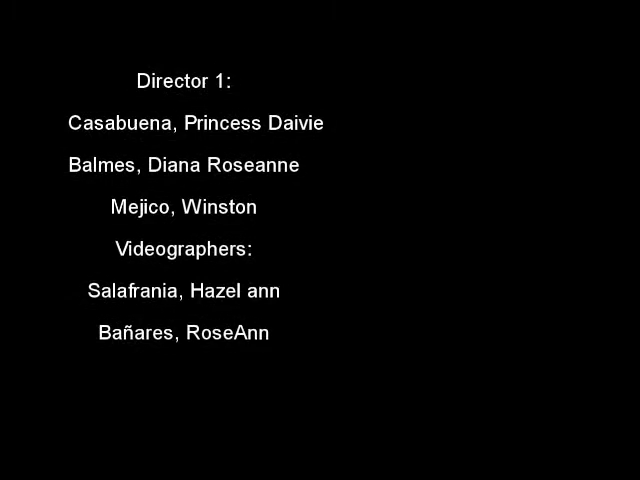 Director 1:
Casabuena, Princess Daivie
Balmes, Diana Roseanne
Mejico, Winston
Videographers:
Salafrania, Hazel ann
Bañares, RoseAnn